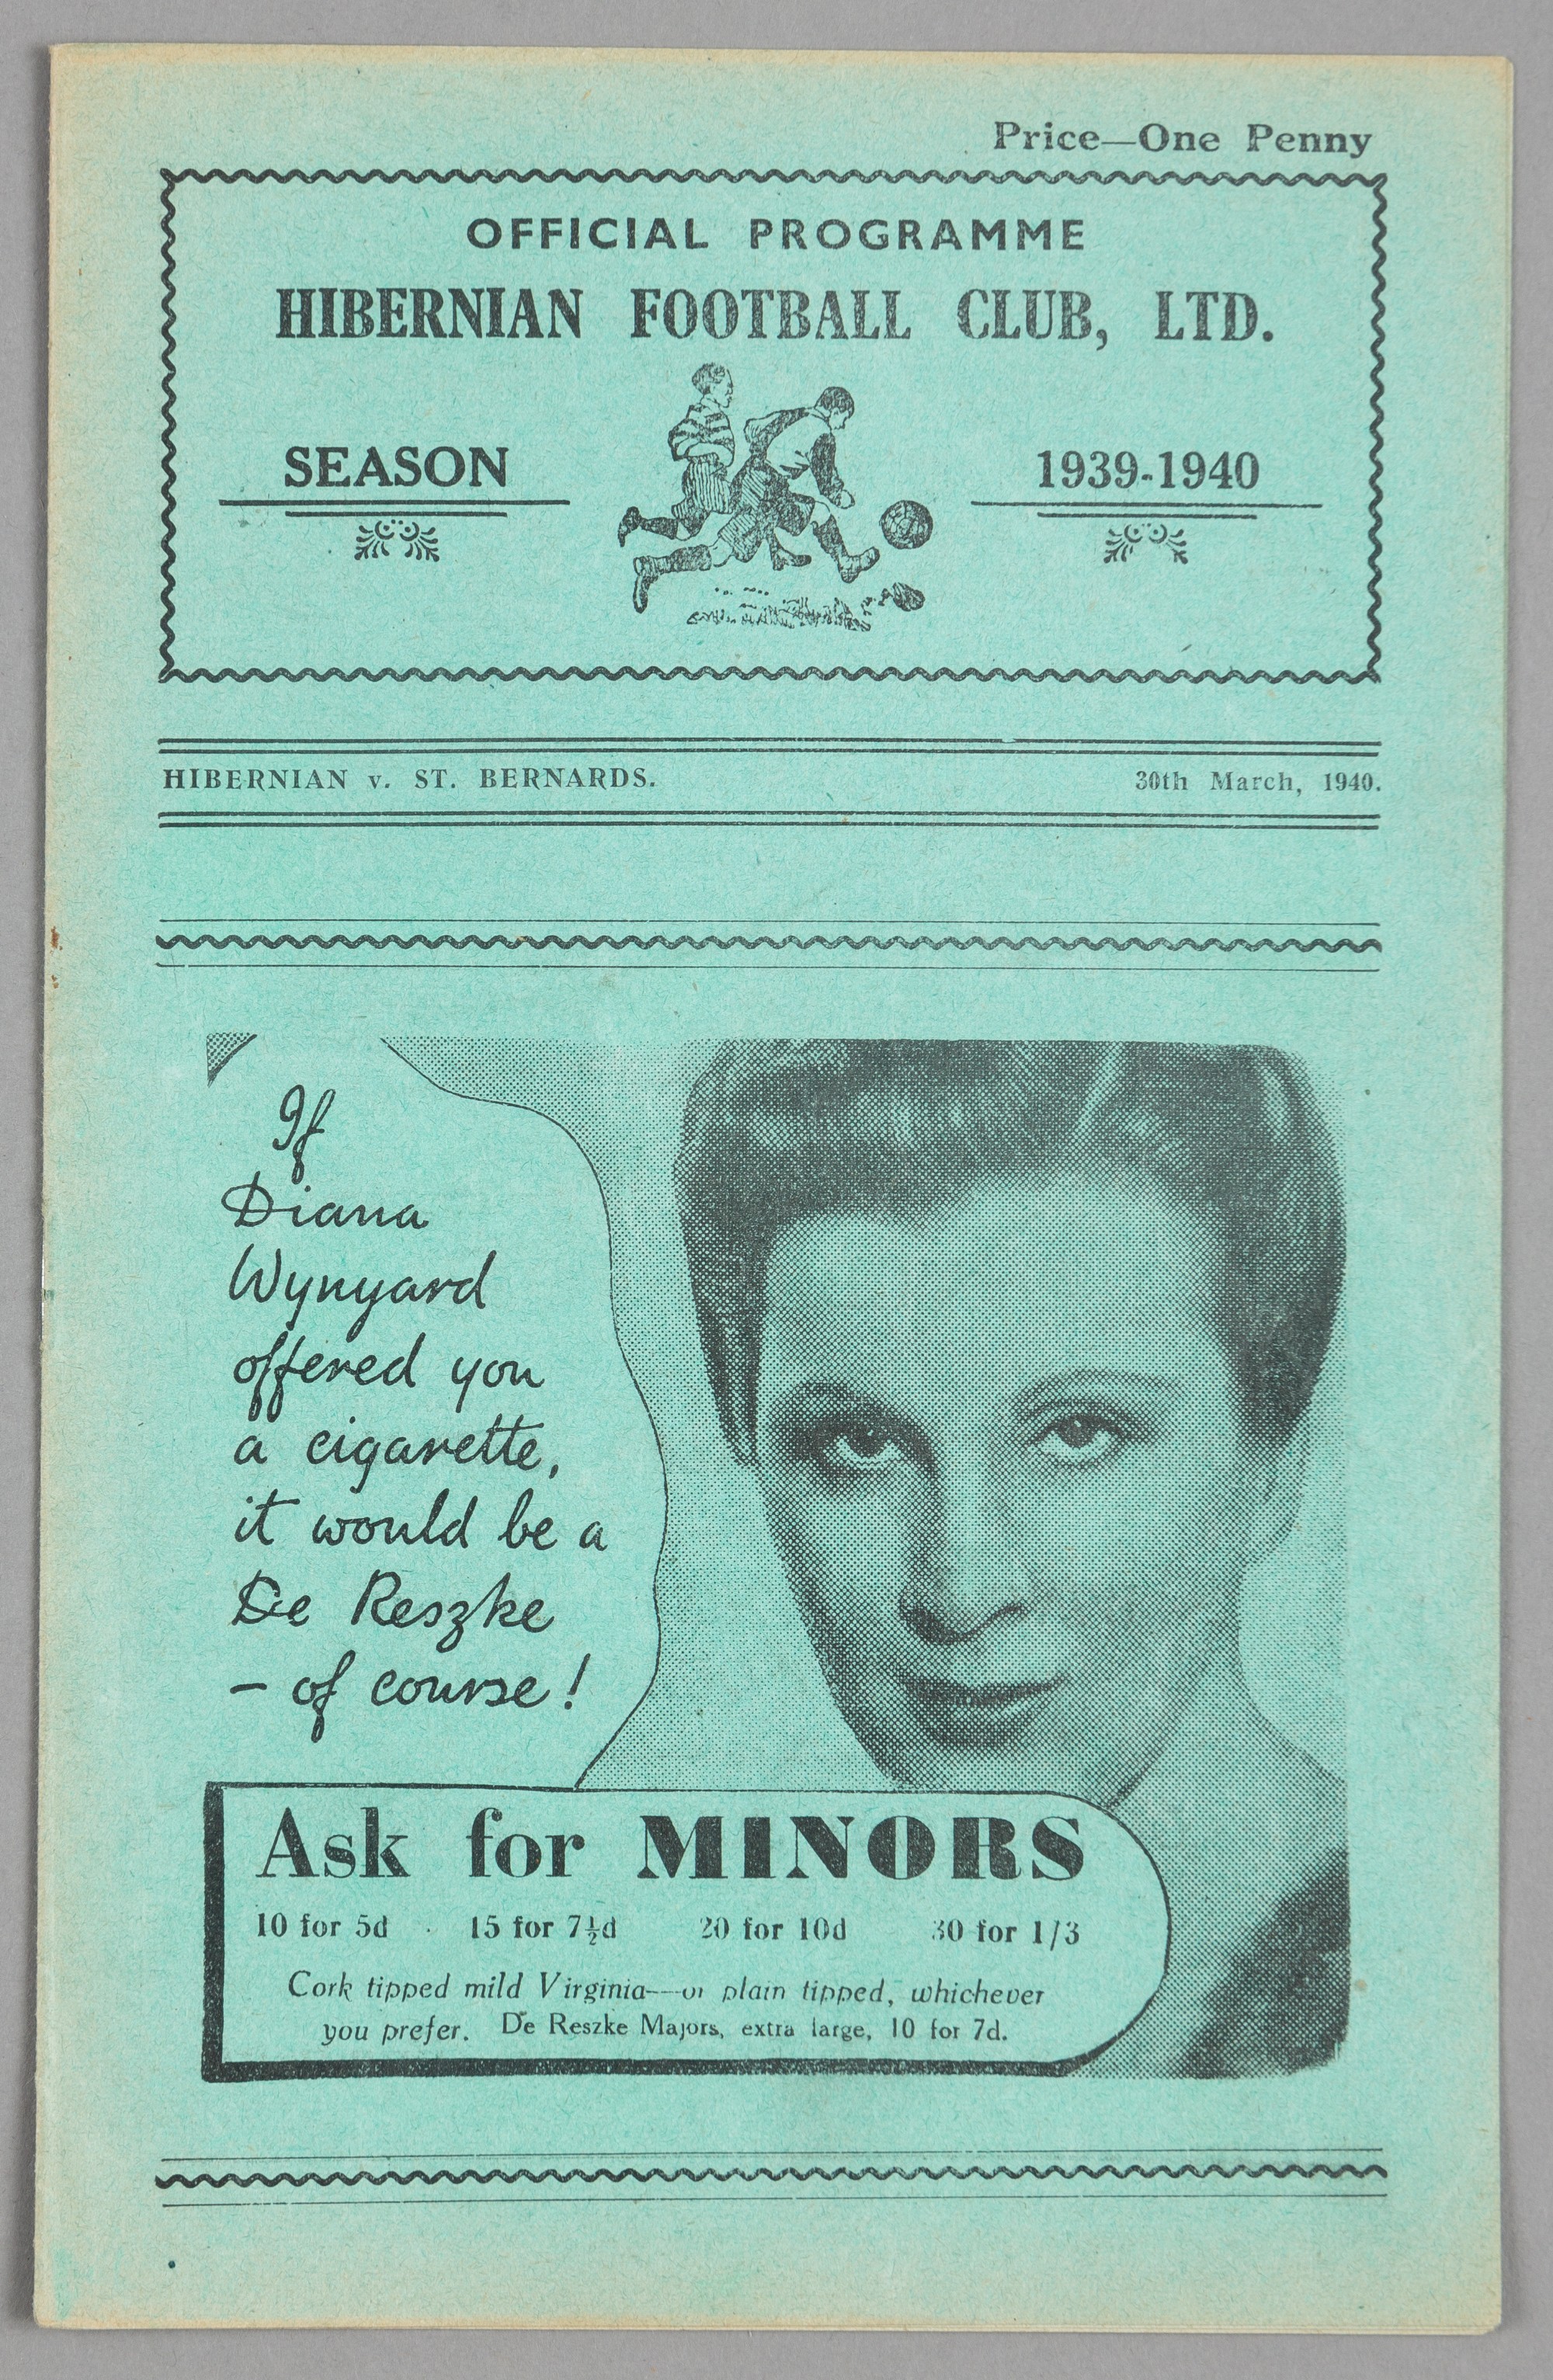 Price—One Penny
OFFICIAL PROGRAMME
HIBERNIAN FOOTBALL CLUB, LTD.
SEASON 1939-1940
HIBERNIAN v. ST. BERNARDS. 30th March, 1940.
If
Diana
Wynyard
offered you
a cigarette,
it would be a
De Reszke
– of course!
Ask for MINORS
10 for 5d · 15 for 7½d 20 for 10d 30 for 1/3
Cork tipped mild Virginia—or plain tipped, whichever
you prefer. De Reszke Majors, extra large, 10 for 7d.